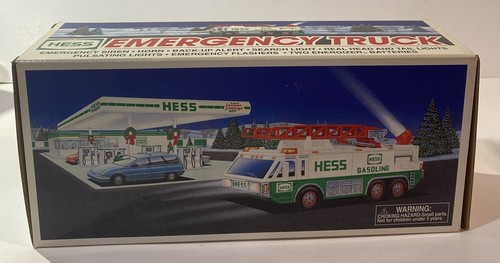 HESS EMERGENCY TRUCK
EMERGENCY SIREN • HORN • BACK-UP ALERT • SEARCH LIGHT • REAL HEAD AND TAIL LIGHTS
PULSATING LIGHTS • EMERGENCY FLASHERS • TWO ENERGIZER® BATTERIES
HESS
HESS
HESS
GASOLINE
HESS
⚠ WARNING:
CHOKING HAZARD-Small parts.
Not for children under 3 years.